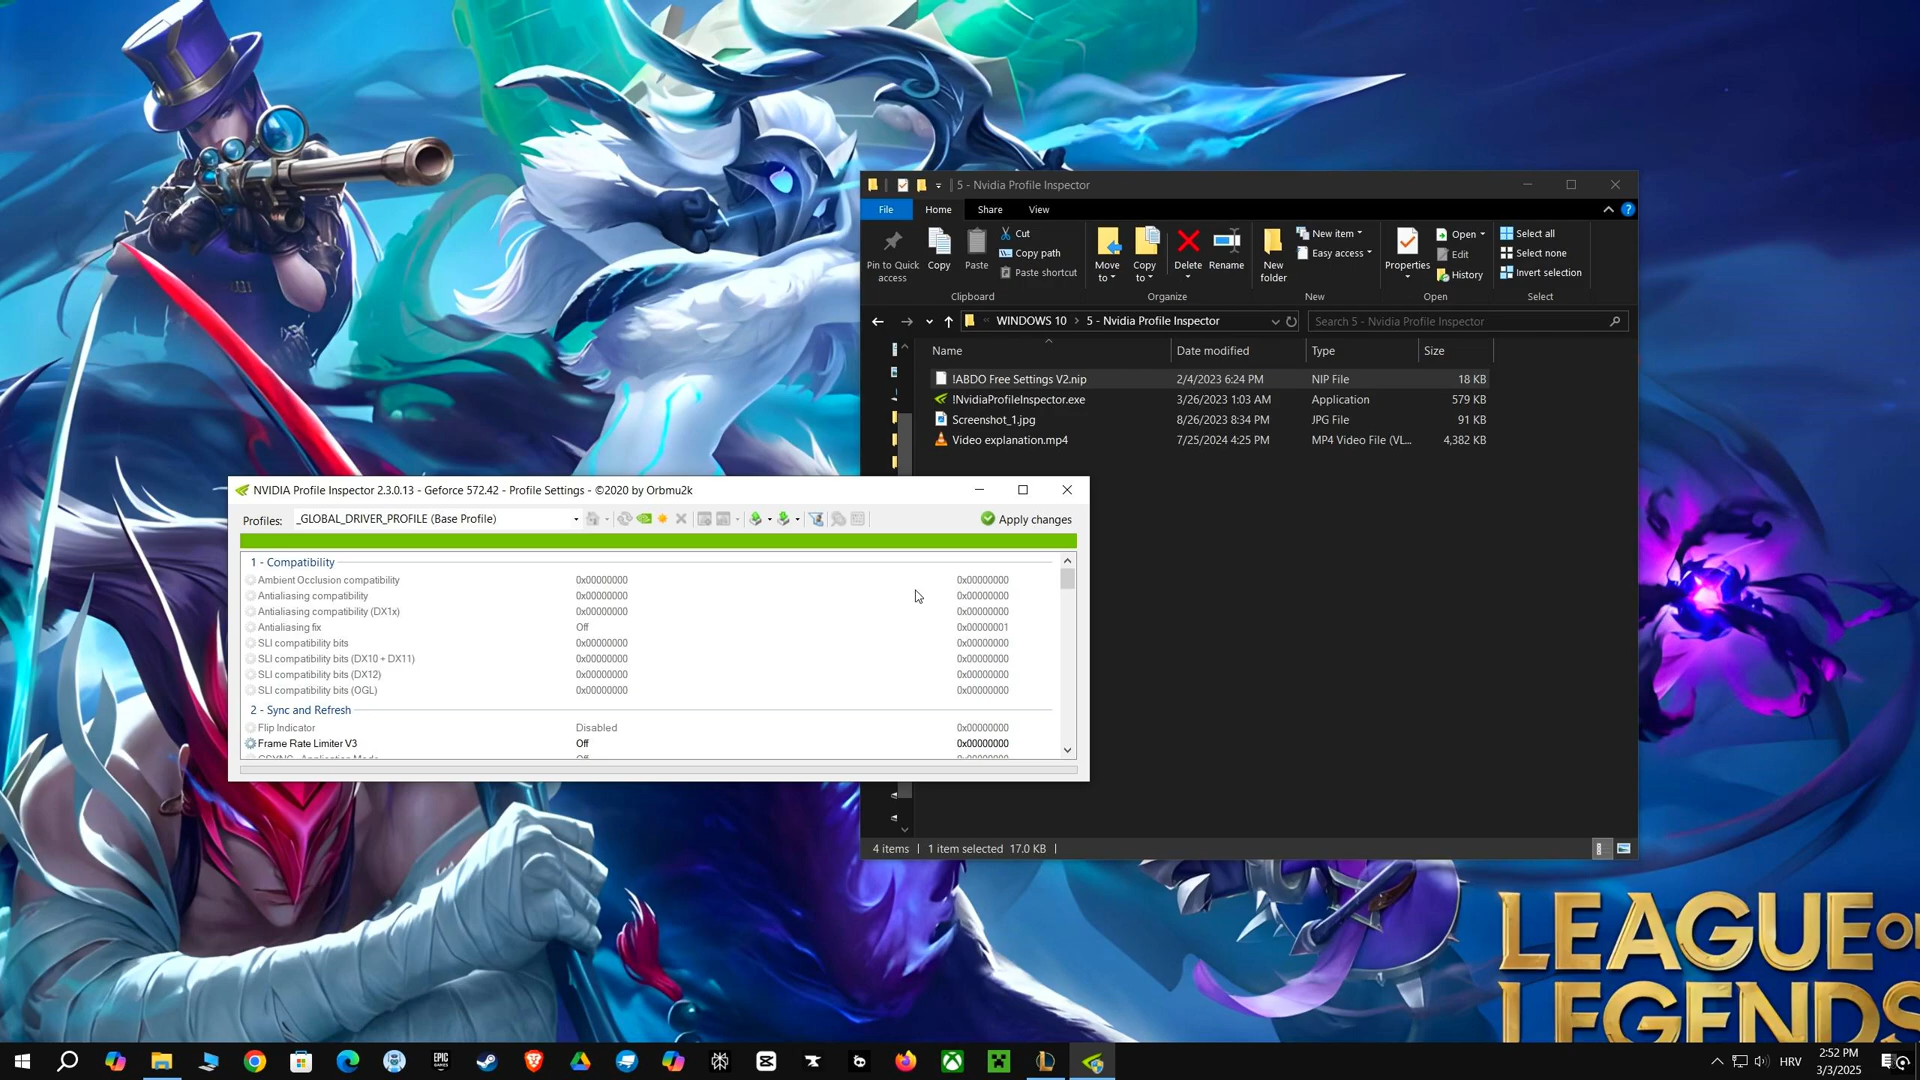 5 - Nvidia Profile Inspector
File Home Share View
Pin to Quick access
Copy
Paste
Cut
Copy path
Paste shortcut
Clipboard
Move to
Copy to
Delete
Rename
Organize
New folder
New item
Easy access
New
Properties
Open
Edit
History
Open
Select all
Select none
Invert selection
Select
WINDOWS 10 > 5 - Nvidia Profile Inspector
Search 5 - Nvidia Profile Inspector
Name Date modified Type Size
!ABDO Free Settings V2.nip 2/4/2023 6:24 PM NIP File 18 KB
!NvidiaProfileInspector.exe 3/26/2023 1:03 AM Application 579 KB
Screenshot_1.jpg 8/26/2023 8:34 PM JPG File 91 KB
Video explanation.mp4 7/25/2024 4:25 PM MP4 Video File (VL... 4,382 KB
NVIDIA Profile Inspector 2.3.0.13 - Geforce 572.42 - Profile Settings - ©2020 by Orbmu2k
Profiles: _GLOBAL_DRIVER_PROFILE (Base Profile) Apply changes
1 - Compatibility
Ambient Occlusion compatibility 0x00000000 0x00000000
Antialiasing compatibility 0x00000000 0x00000000
Antialiasing compatibility (DX1x) 0x00000000 0x00000000
Antialiasing fix Off 0x00000001
SLI compatibility bits 0x00000000 0x00000000
SLI compatibility bits (DX10 + DX11) 0x00000000 0x00000000
SLI compatibility bits (DX12) 0x00000000 0x00000000
SLI compatibility bits (OGL) 0x00000000 0x00000000
2 - Sync and Refresh
Flip Indicator Disabled 0x00000000
Frame Rate Limiter V3 Off 0x00000000
4 items | 1 item selected 17.0 KB |
LEAGUE OF
LEGENDS
EPIC GAMES
HRV
2:52 PM
3/3/2025